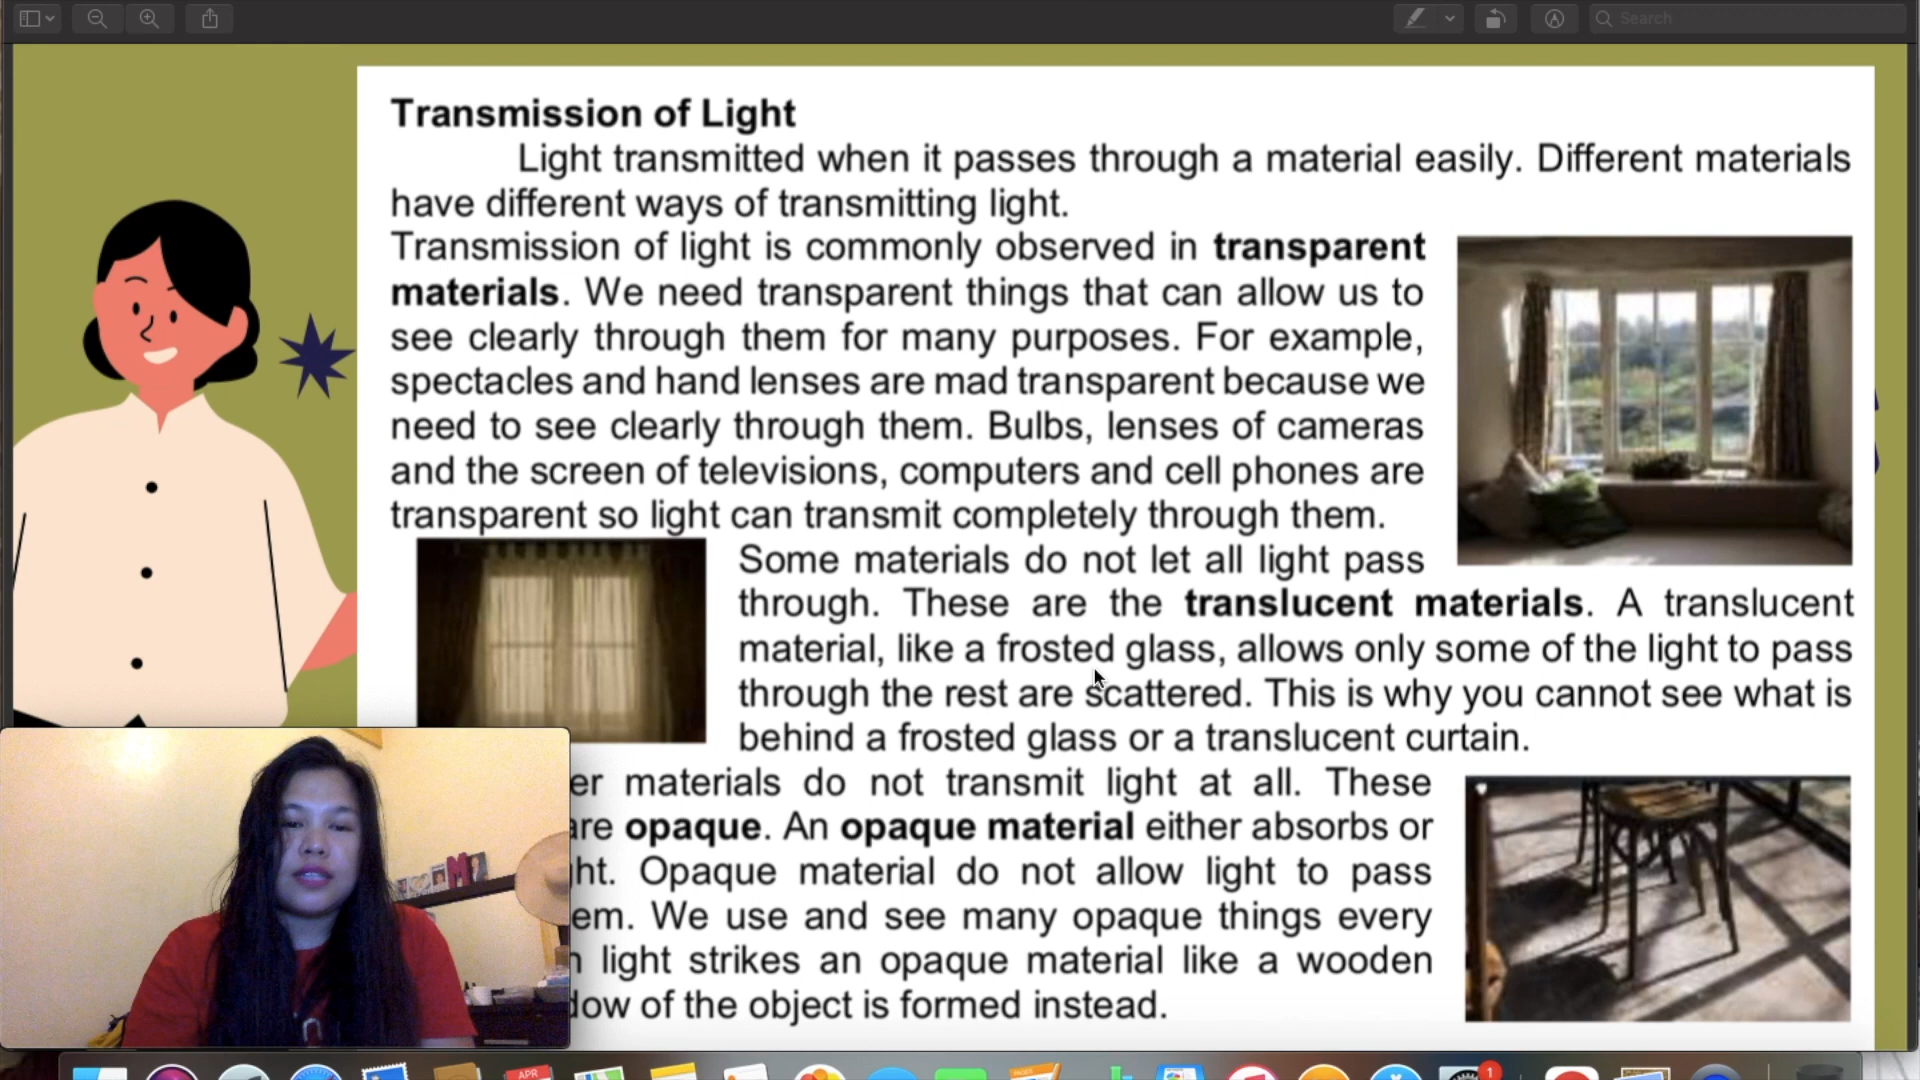 Search
Transmission of Light
Light transmitted when it passes through a material easily. Different materials
have different ways of transmitting light.
Transmission of light is commonly observed in transparent
materials. We need transparent things that can allow us to
see clearly through them for many purposes. For example,
spectacles and hand lenses are mad transparent because we
need to see clearly through them. Bulbs, lenses of cameras
and the screen of televisions, computers and cell phones are
transparent so light can transmit completely through them.
Some materials do not let all light pass
through. These are the translucent materials. A translucent
material, like a frosted glass, allows only some of the light to pass
through the rest are scattered. This is why you cannot see what is
behind a frosted glass or a translucent curtain.
er materials do not transmit light at all. These
are opaque. An opaque material either absorbs or
ht. Opaque material do not allow light to pass
em. We use and see many opaque things every
light strikes an opaque material like a wooden
dow of the object is formed instead.
APR
PAGES
1